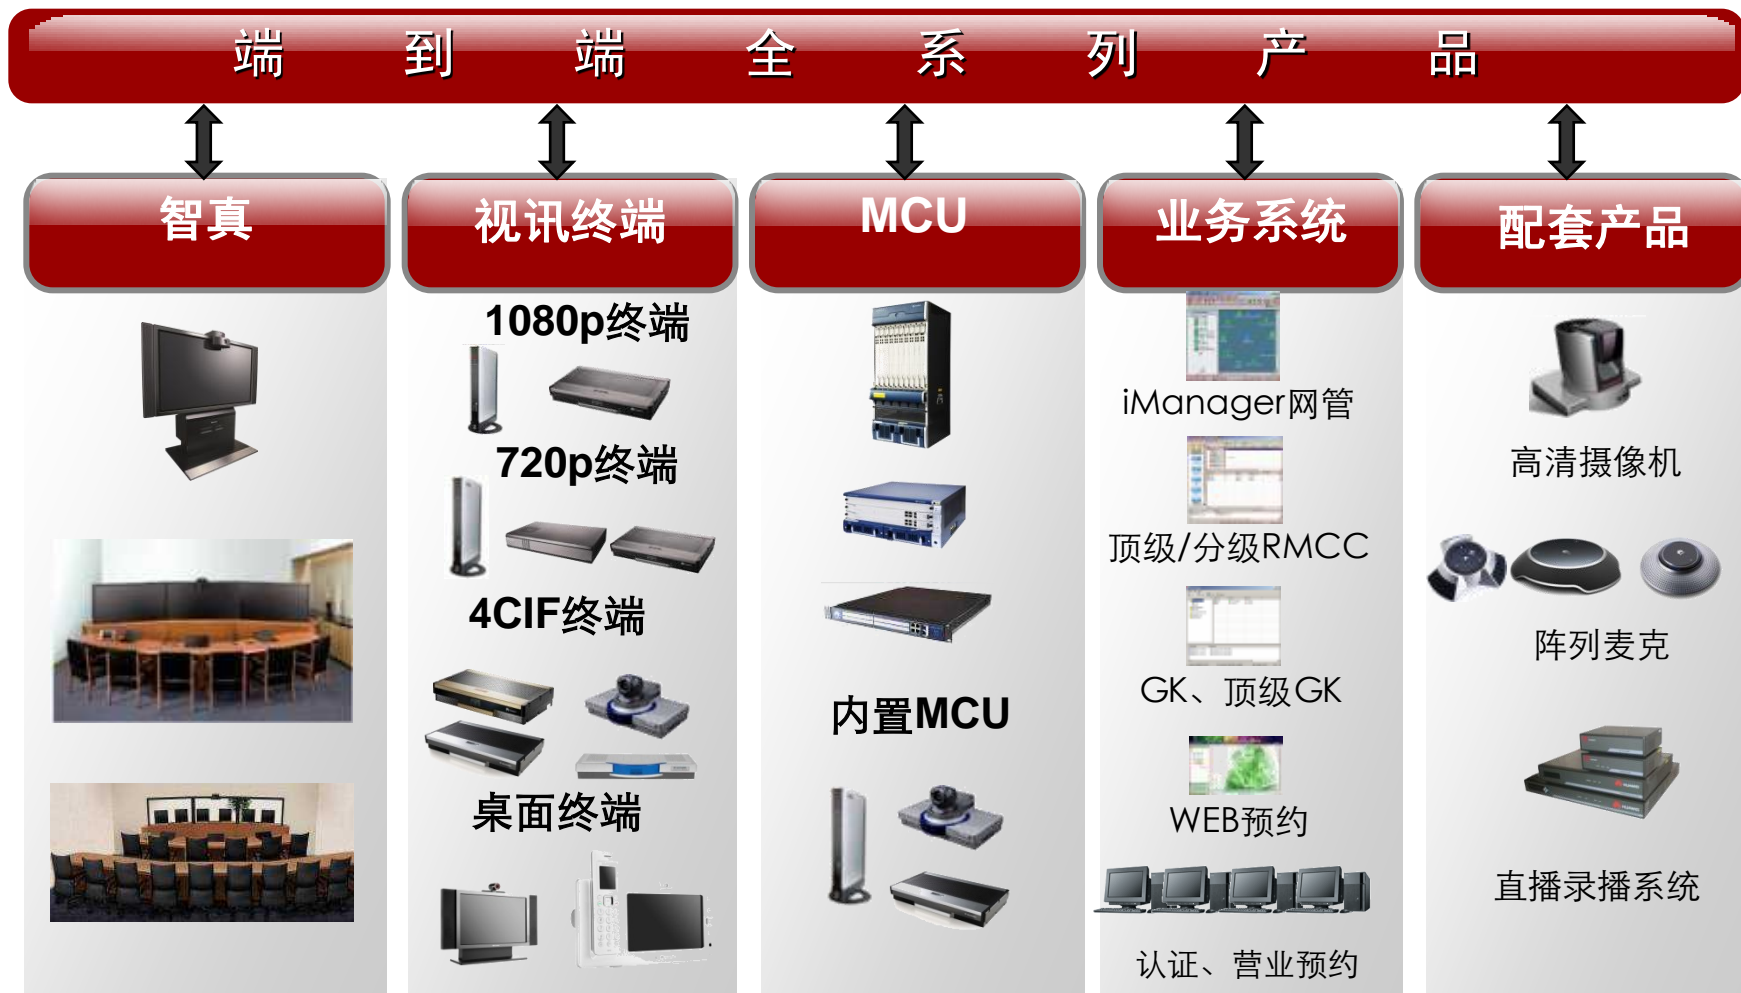 端到端全系列产品
智真
视讯终端
1080p终端
720p终端
4CIF终端
桌面终端
MCU
内置MCU
业务系统
iManager网管
顶级/分级RMCC
GK、顶级GK
WEB预约
认证、营业预约
配套产品
高清摄像机
阵列麦克
直播录播系统